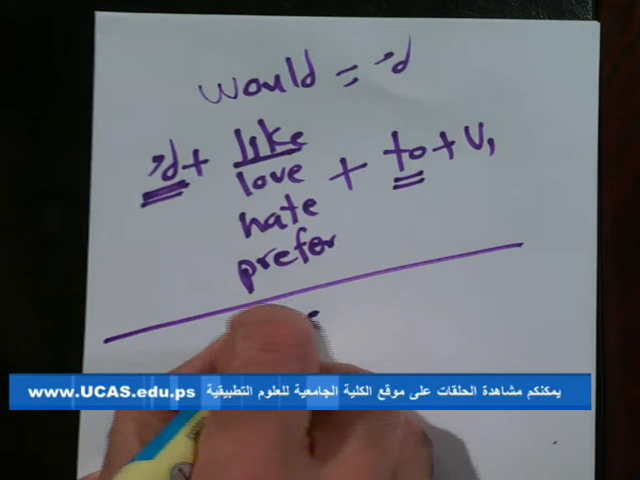 would = 'd
'd + like + to + V1
love
hate
prefer
www.UCAS.edu.ps يمكنكم مشاهدة الحلقات على موقع الكلية الجامعية للعلوم التطبيقية